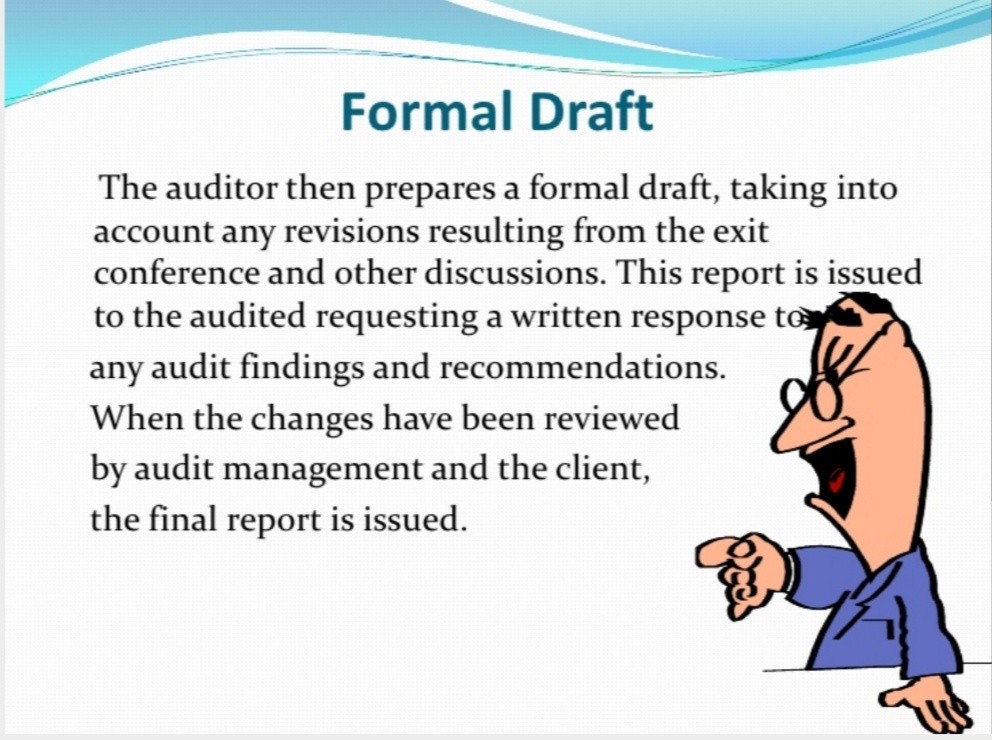 Formal Draft
The auditor then prepares a formal draft, taking into
account any revisions resulting from the exit
conference and other discussions. This report is issued
to the audited requesting a written response to
any audit findings and recommendations.
When the changes have been reviewed
by audit management and the client,
the final report is issued.